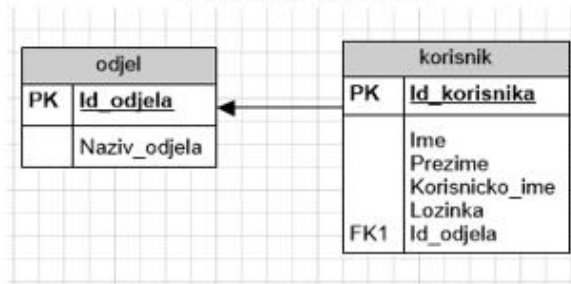 odjel
PK Id_odjela
Naziv_odjela
korisnik
PK Id_korisnika
Ime
Prezime
Korisnicko_ime
Lozinka
FK1 Id_odjela